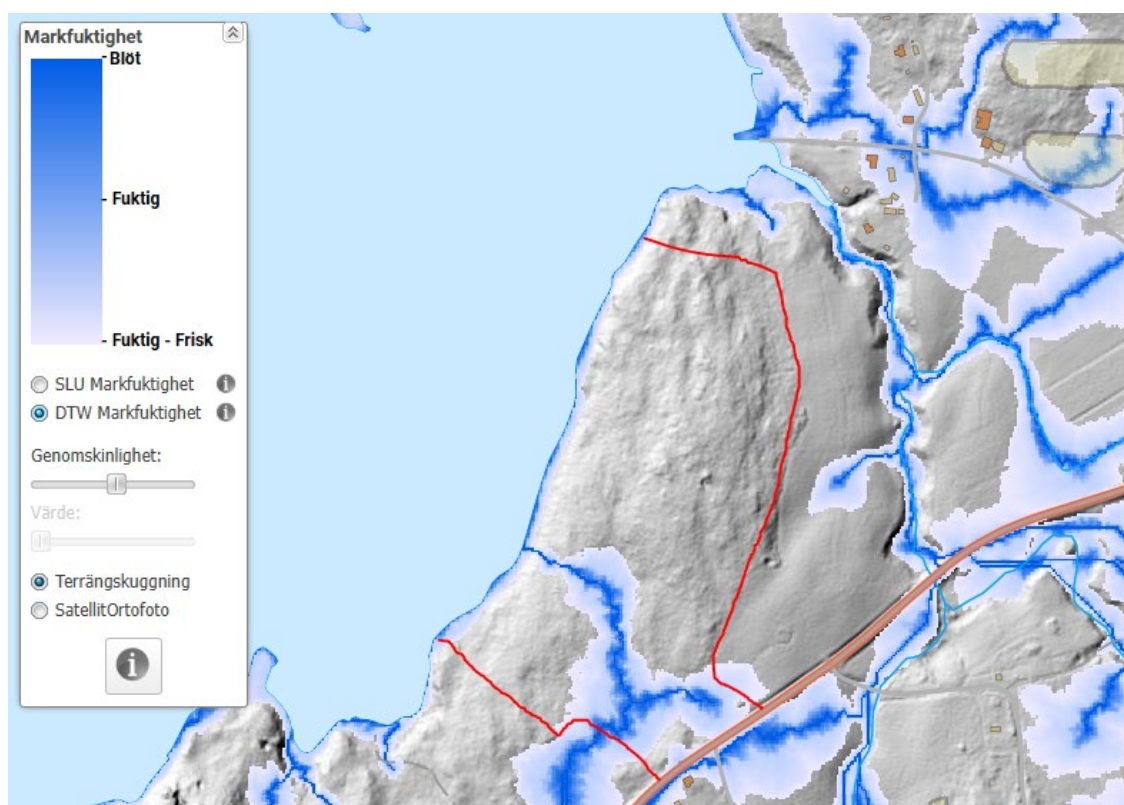 Markfuktighet
Blöt
Fuktig
Fuktig - Frisk
SLU Markfuktighet
DTW Markfuktighet
Genomskinlighet:
Värde:
Terrängskuggning
SatellitOrtofoto